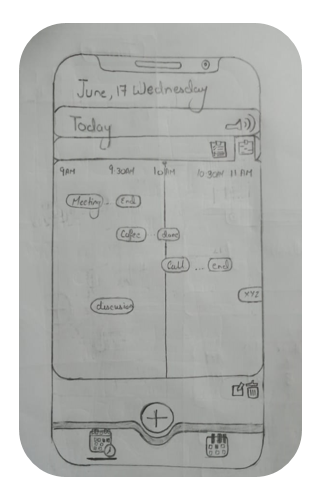 June, 17 Wednesday
Today
9AM 9:30AM 10AM 10:30AM 11AM
Meeting End
Coffee done
Call ... End
XYZ
discussion